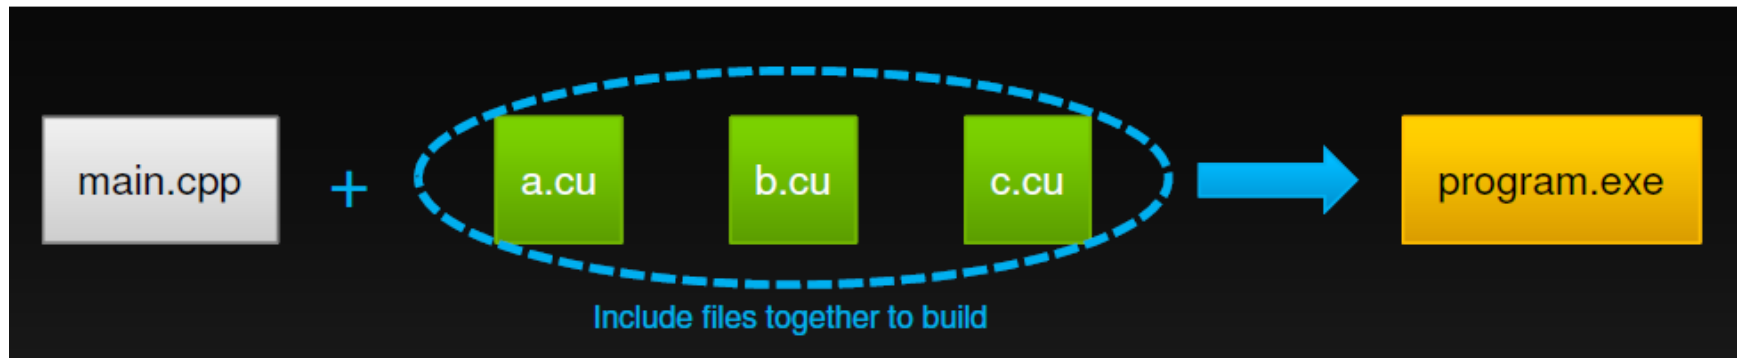 main.cpp + a.cu b.cu c.cu program.exe
Include files together to build